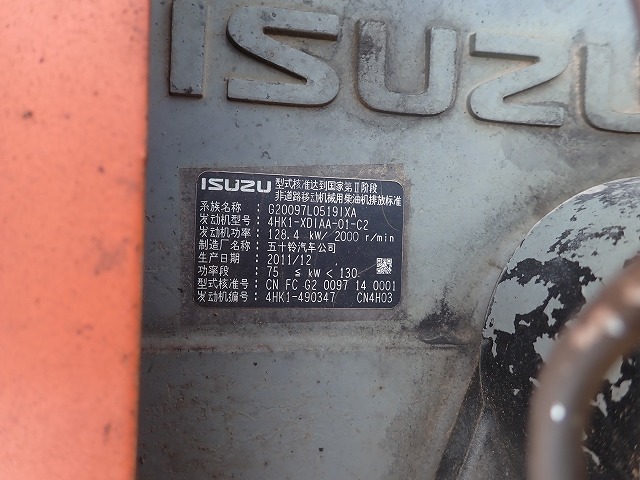 ISUZU
ISUZU 型式核准达到国家第Ⅱ阶段
非道路移动机械用柴油机排放标准
系族名称: G20097L0519IXA
发动机型号: 4HK1-XDIAA-01-C2
发动机功率: 128.4 kW/ 2000 r/min
制造厂名称: 五十铃汽车公司
生产日期: 2011/12
功率段: 75 ≤ kW < 130
型式核准号: CN FC G2 0097 14 0001
发动机编号: 4HK1-490347 CN4H03